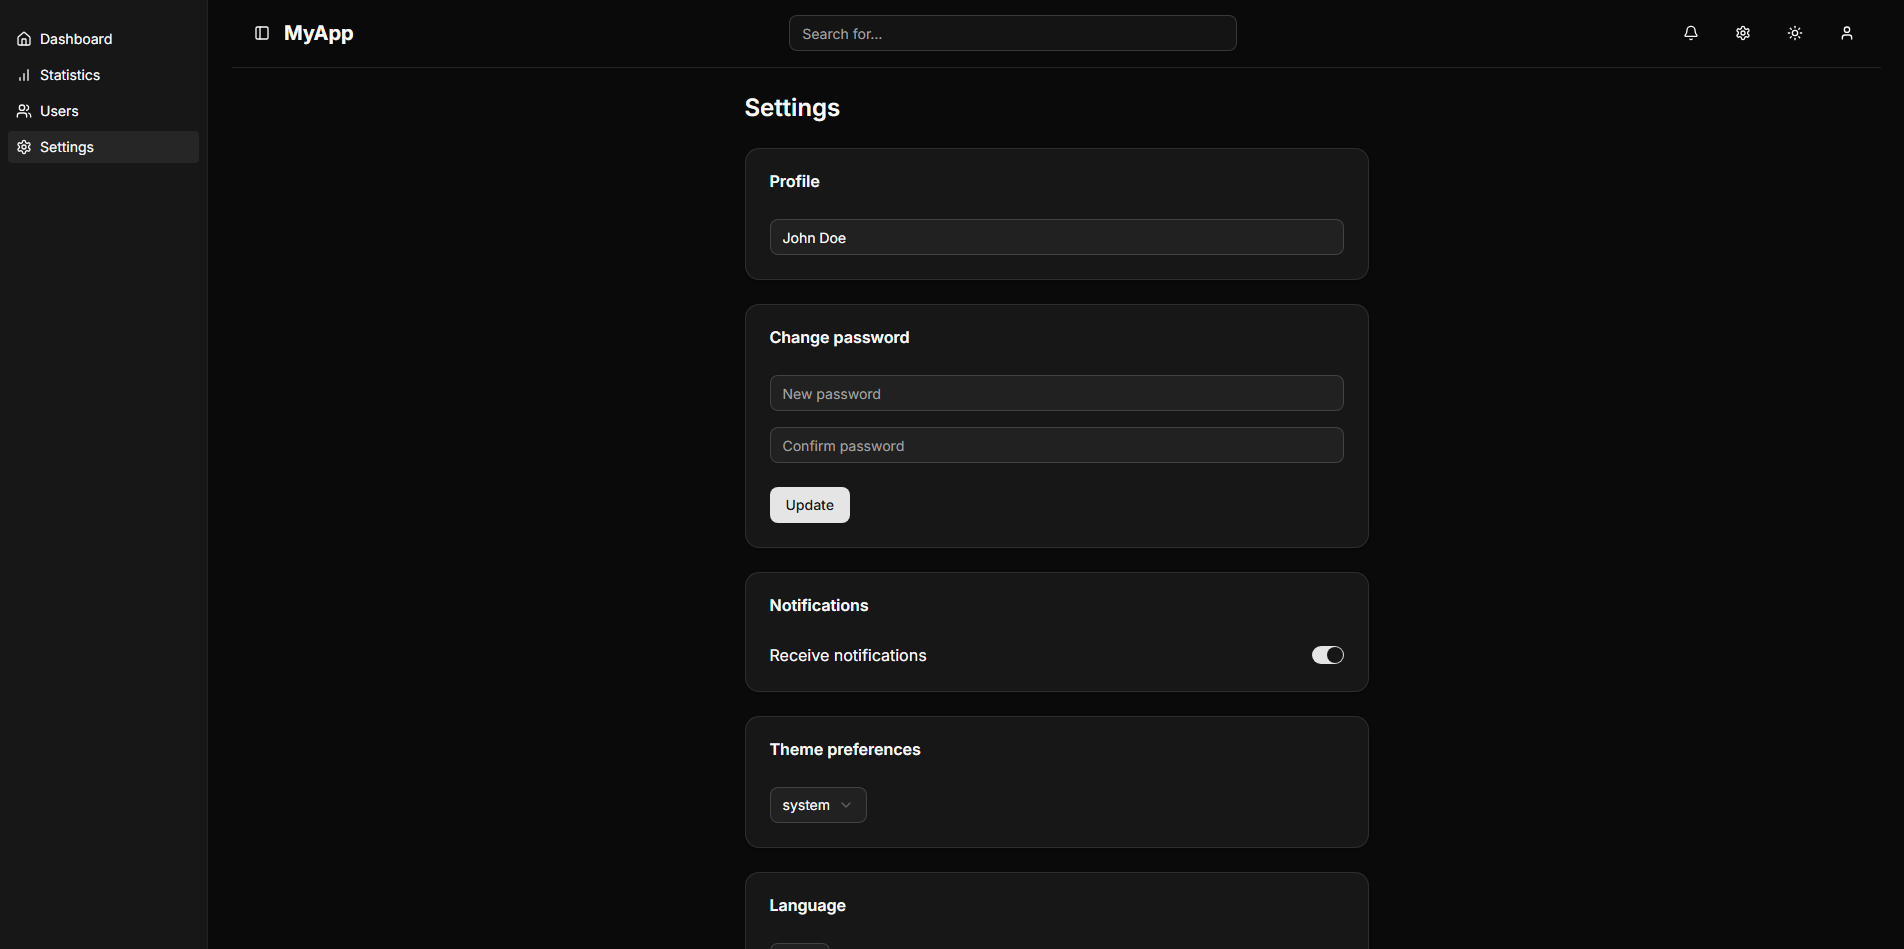 Dashboard
Statistics
Users
Settings
MyApp
Search for...
Settings
Profile
John Doe
Change password
New password
Confirm password
Update
Notifications
Receive notifications
Theme preferences
system
Language